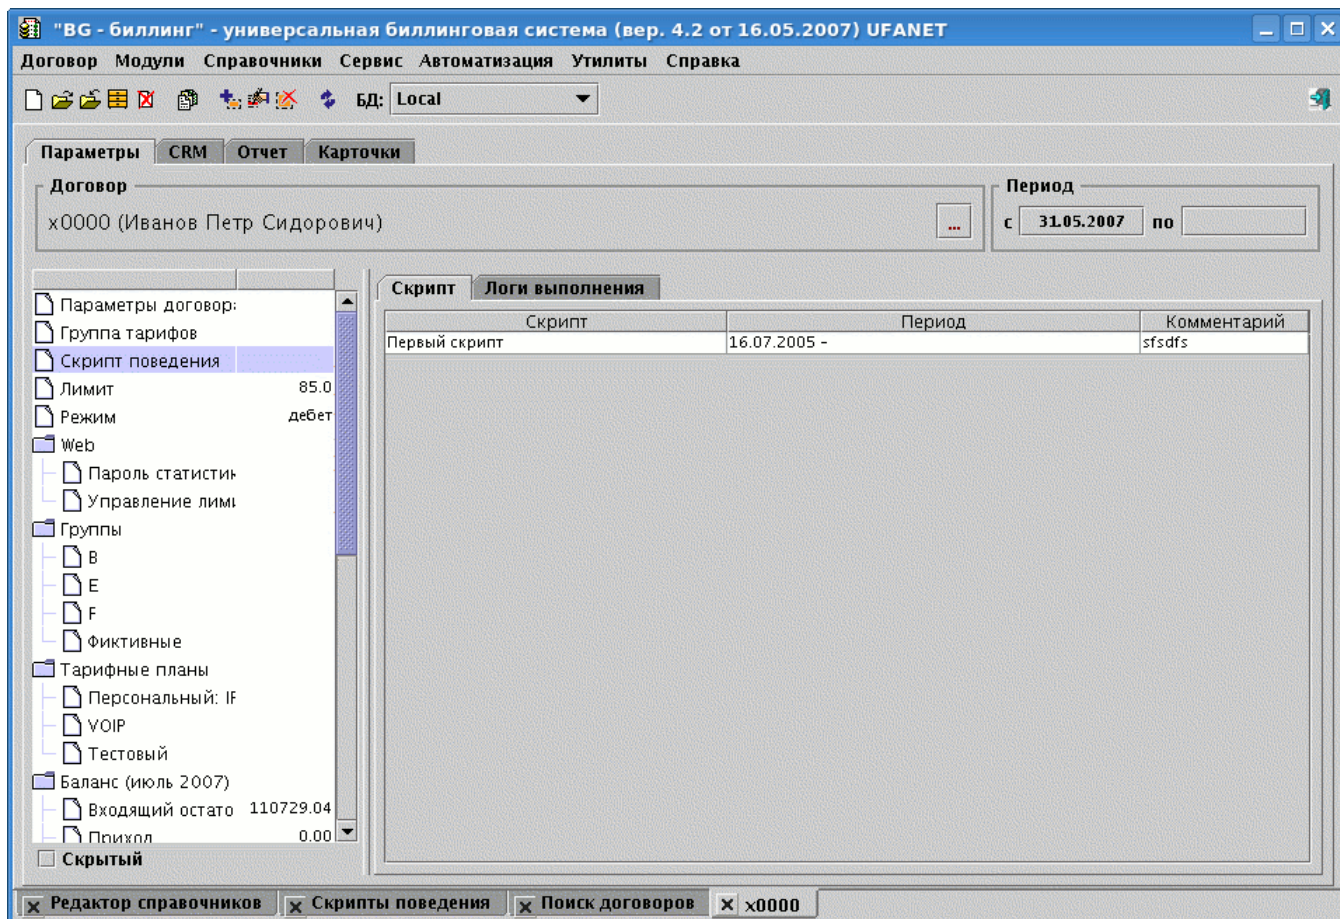 "BG - биллинг" - универсальная биллинговая система (вер. 4.2 от 16.05.2007) UFANET
Договор Модули Справочники Сервис Автоматизация Утилиты Справка
БД: Local
Параметры CRM Отчет Карточки
Договор
x0000 (Иванов Петр Сидорович)
...
Период
с 31.05.2007 по
Параметры договор
Группа тарифов
Скрипт поведения
Лимит 85.0
Режим дебет
Web
Пароль статистик
Управление лими
Группы
B
E
F
Фиктивные
Тарифные планы
Персональный: IP
VOIP
Тестовый
Баланс (июль 2007)
Входящий остато 110729.04
Приход 0.00
Скрытый
Скрипт Логи выполнения
Скрипт Период Комментарий
Первый скрипт 16.07.2005 - sfsdfs
Редактор справочников Скрипты поведения Поиск договоров x0000